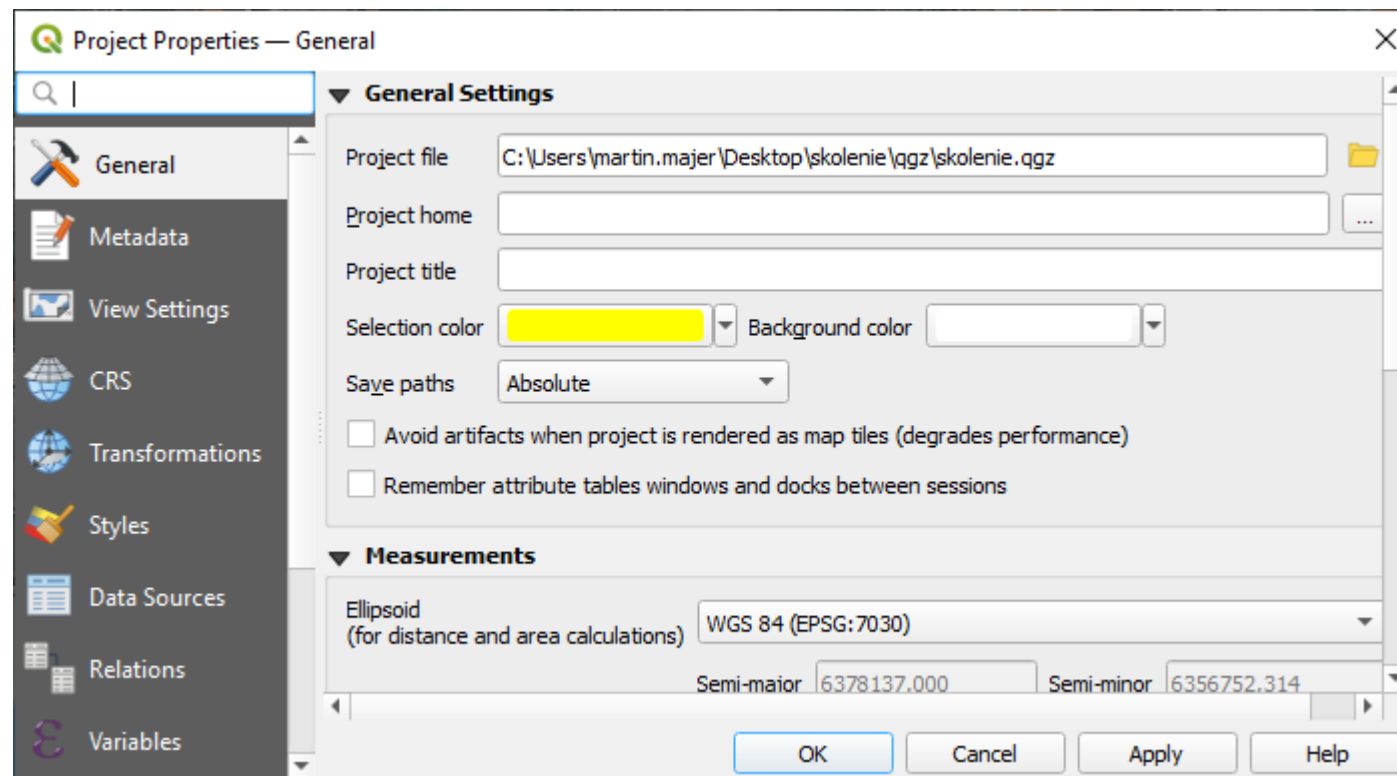 Project Properties — General
General
Metadata
View Settings
CRS
Transformations
Styles
Data Sources
Relations
Variables
General Settings
Project file C:\Users\martin.majer\Desktop\skolenie\qgz\skolenie.qgz
Project home ...
Project title
Selection color Background color
Save paths Absolute
Avoid artifacts when project is rendered as map tiles (degrades performance)
Remember attribute tables windows and docks between sessions
Measurements
Ellipsoid
(for distance and area calculations) WGS 84 (EPSG:7030)
Semi-major 6378137,000 Semi-minor 6356752,314
OK Cancel Apply Help